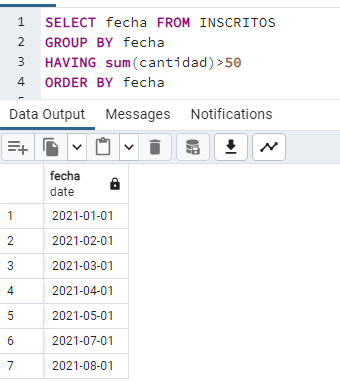 1 SELECT fecha FROM INSCRITOS
2 GROUP BY fecha
3 HAVING sum(cantidad)>50
4 ORDER BY fecha
Data Output Messages Notifications
fecha
date
1 2021-01-01
2 2021-02-01
3 2021-03-01
4 2021-04-01
5 2021-05-01
6 2021-07-01
7 2021-08-01